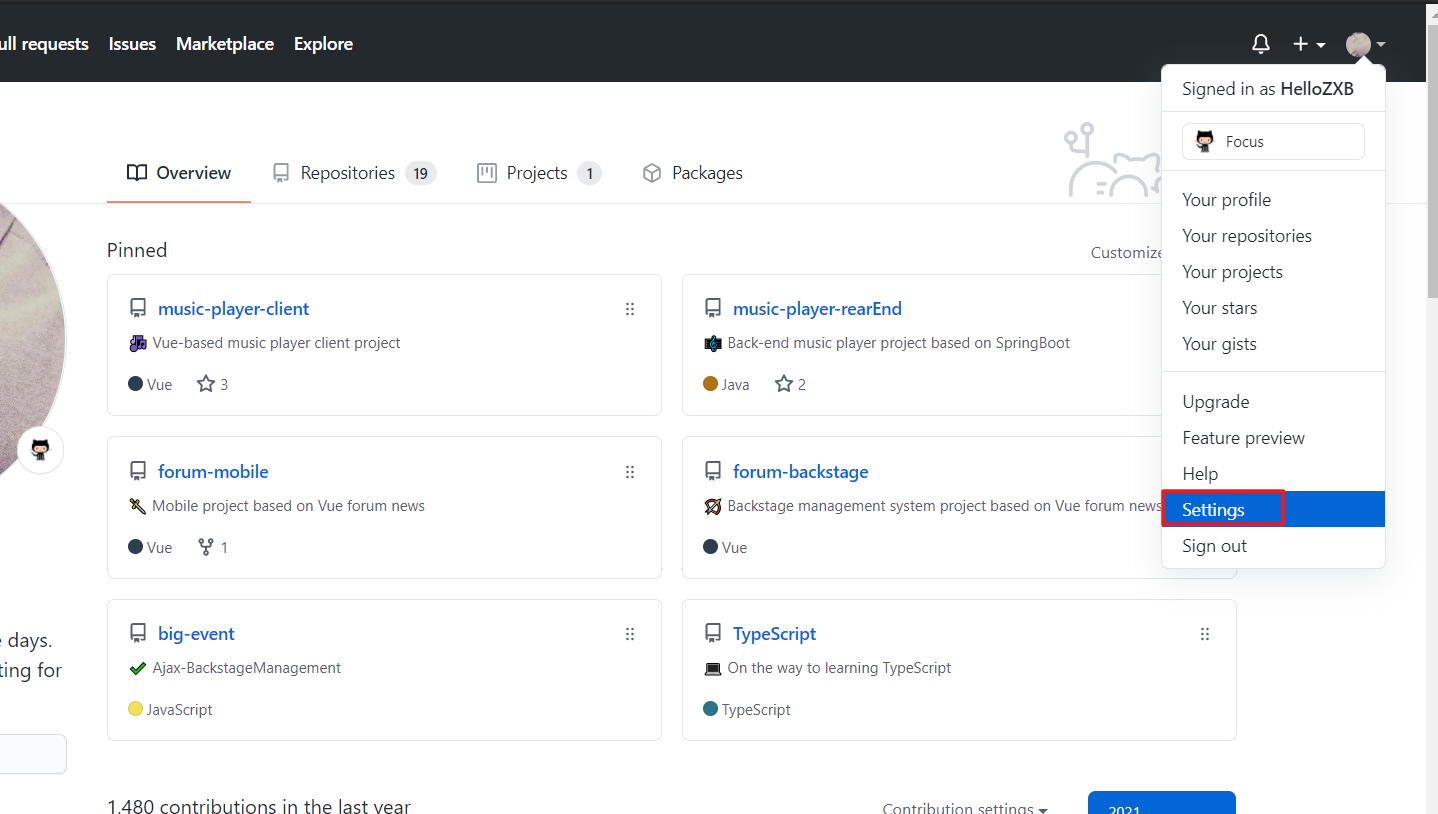 ull requests Issues Marketplace Explore
Signed in as HelloZXB
Focus
Your profile
Your repositories
Your projects
Your stars
Your gists
Upgrade
Feature preview
Help
Settings
Sign out
Overview Repositories 19 Projects 1 Packages
Pinned
Customize
music-player-client
Vue-based music player client project
Vue 3
music-player-rearEnd
Back-end music player project based on SpringBoot
Java 2
forum-mobile
Mobile project based on Vue forum news
Vue 1
forum-backstage
Backstage management system project based on Vue forum news
Vue
big-event
Ajax-BackstageManagement
JavaScript
TypeScript
On the way to learning TypeScript
TypeScript
days.
ting for
1,480 contributions in the last year
Contribution settings
2021